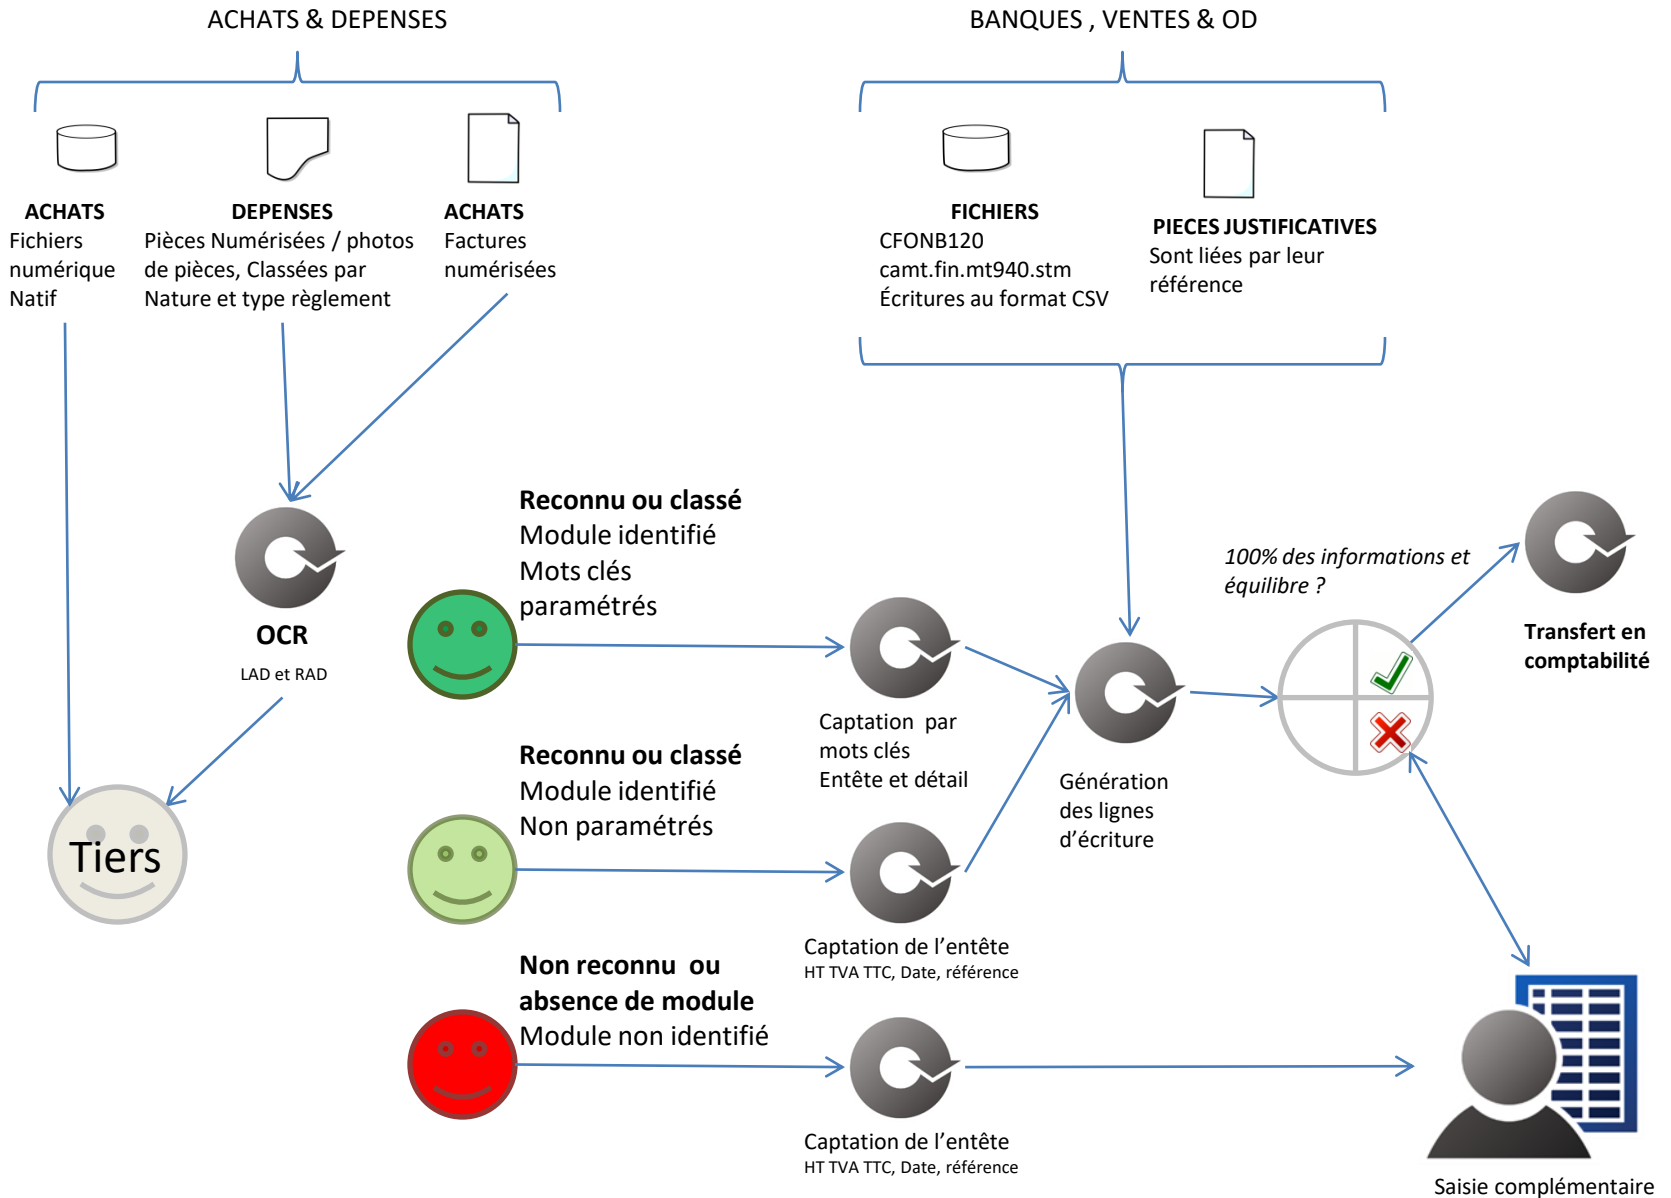 ACHATS & DEPENSES
BANQUES , VENTES & OD
ACHATS
Fichiers
numérique
Natif
DEPENSES
Pièces Numérisées / photos
de pièces, Classées par
Nature et type règlement
ACHATS
Factures
numérisées
FICHIERS
CFONB120
camt.fin.mt940.stm
Écritures au format CSV
PIECES JUSTIFICATIVES
Sont liées par leur
référence
OCR
LAD et RAD
Tiers
Reconnu ou classé
Module identifié
Mots clés
paramétrés
Reconnu ou classé
Module identifié
Non paramétrés
Non reconnu ou
absence de module
Module non identifié
Captation par
mots clés
Entête et détail
Captation de l’entête
HT TVA TTC, Date, référence
Captation de l’entête
HT TVA TTC, Date, référence
Génération
des lignes
d’écriture
100% des informations et
équilibre ?
Transfert en
comptabilité
Saisie complémentaire